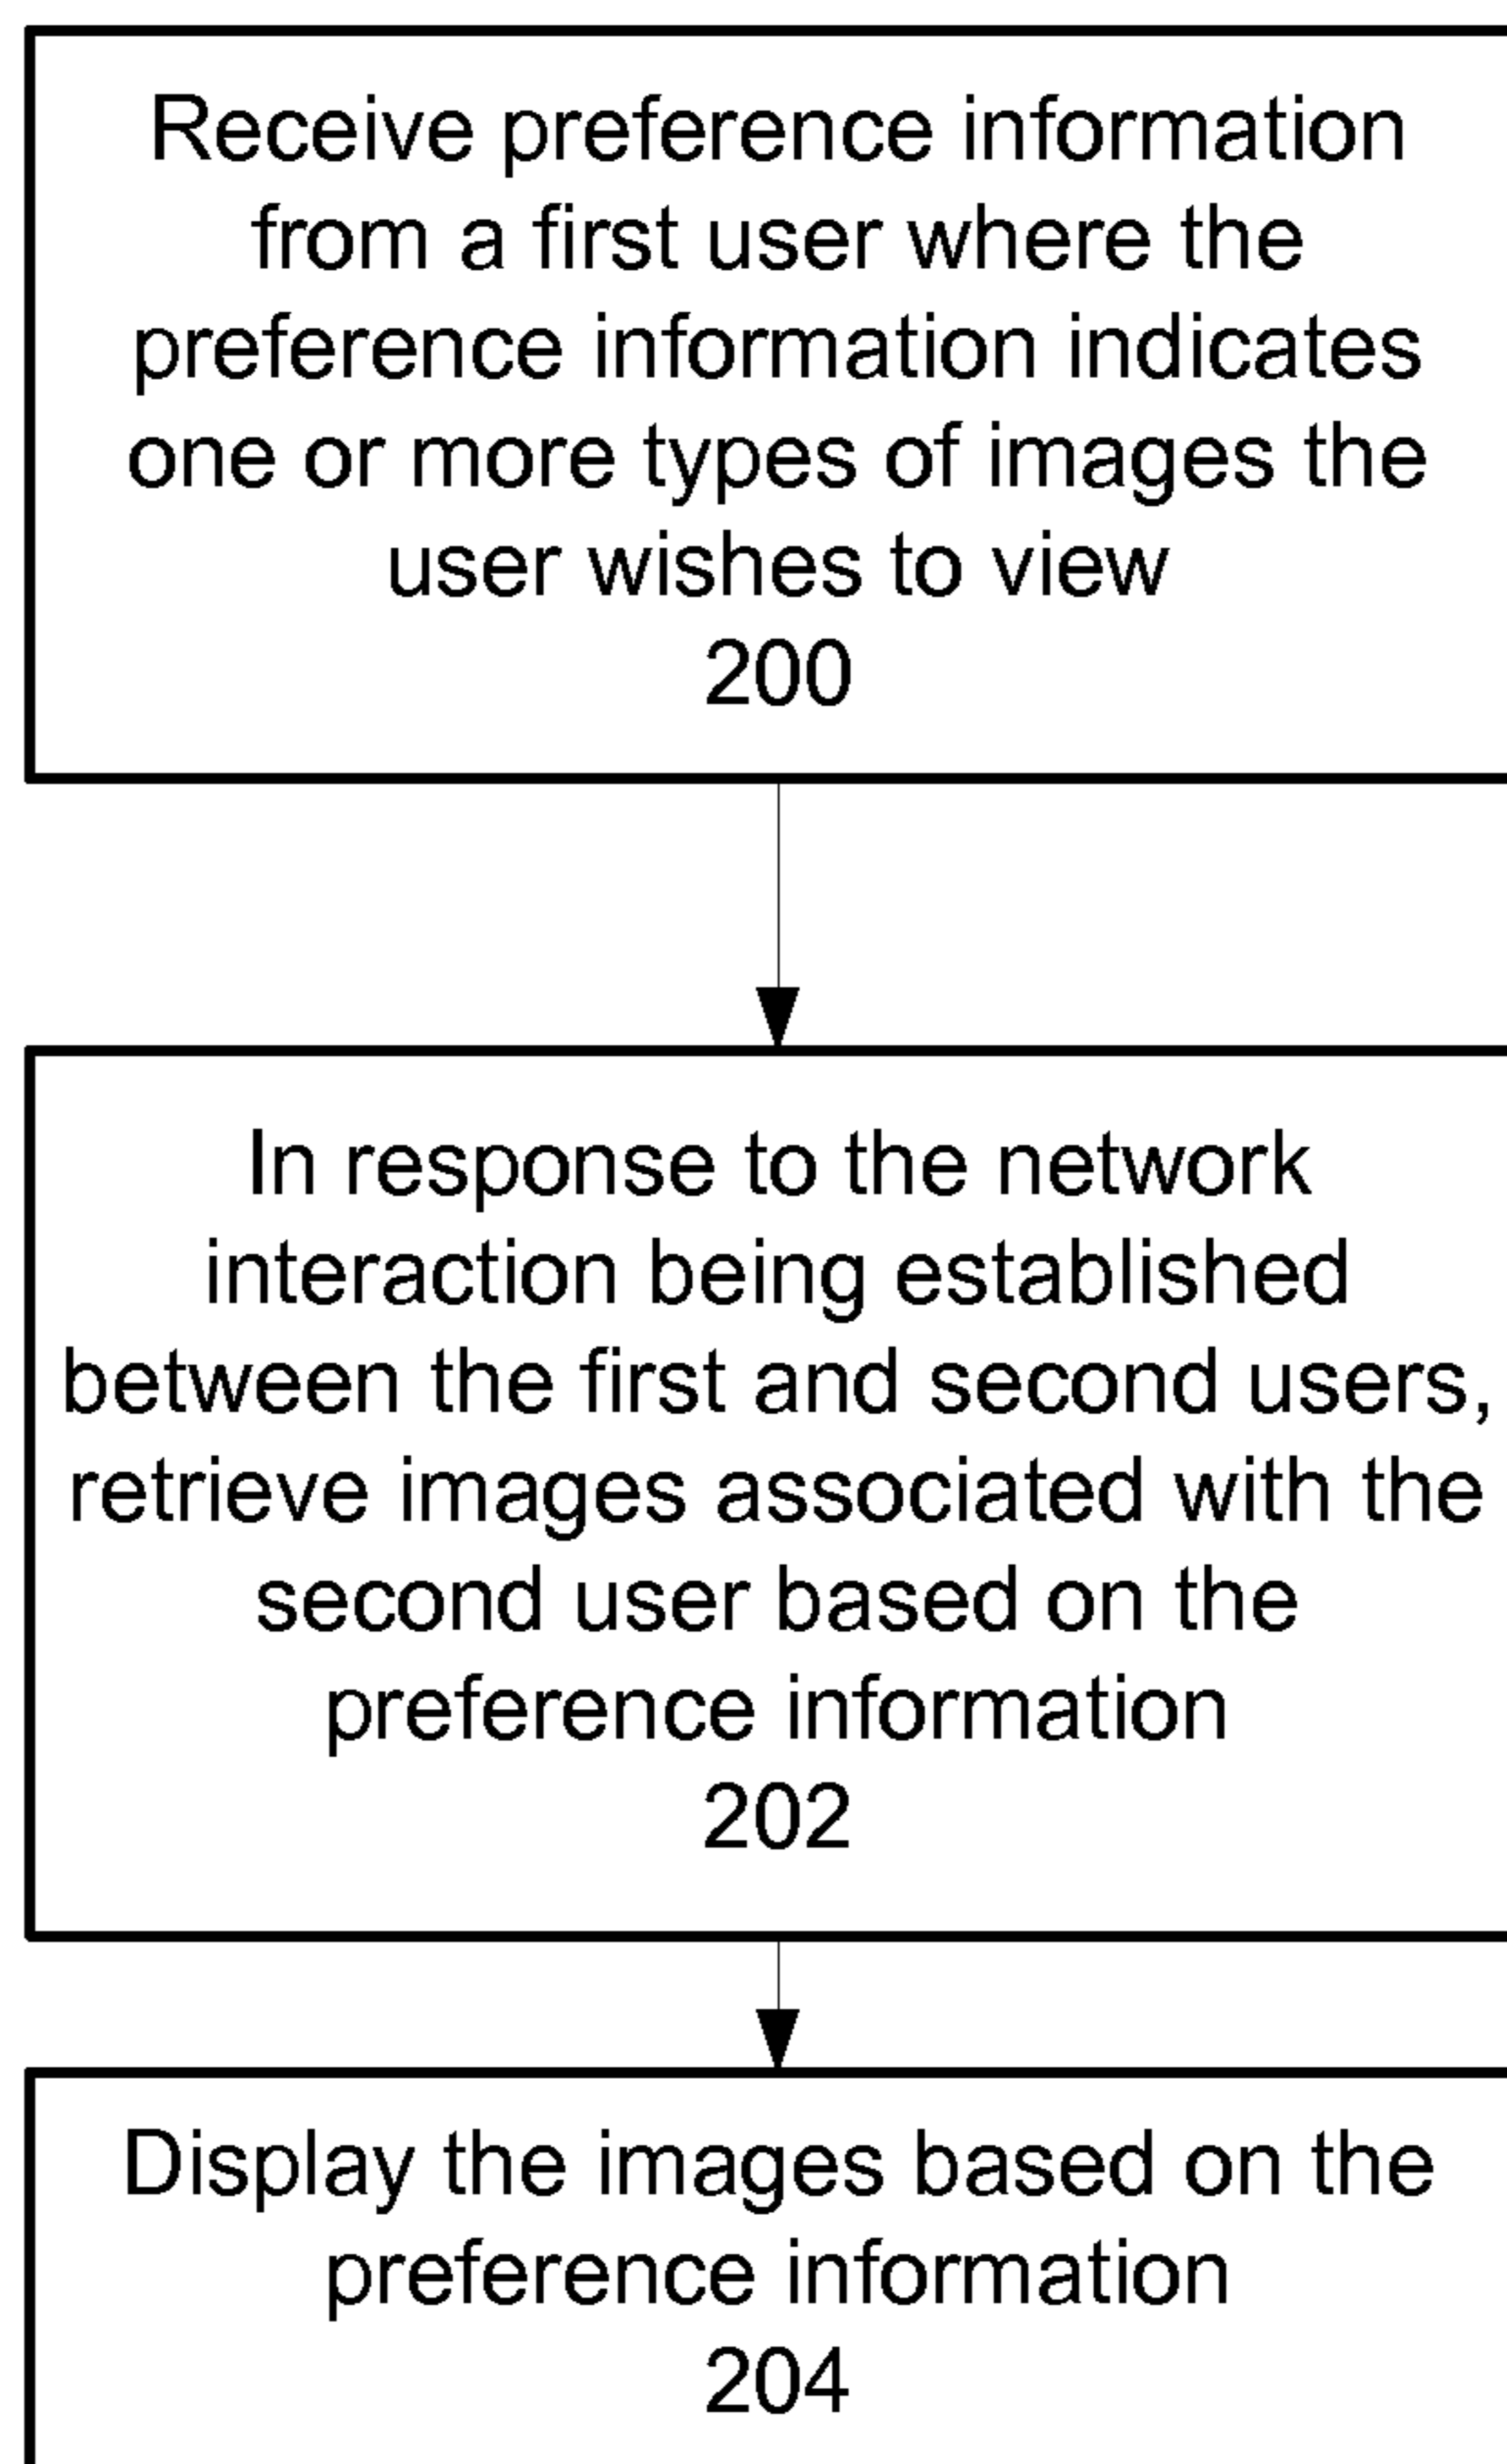 Receive preference information
from a first user where the
preference information indicates
one or more types of images the
user wishes to view
200
In response to the network
interaction being established
between the first and second users,
retrieve images associated with the
second user based on the
preference information
202
Display the images based on the
preference information
204